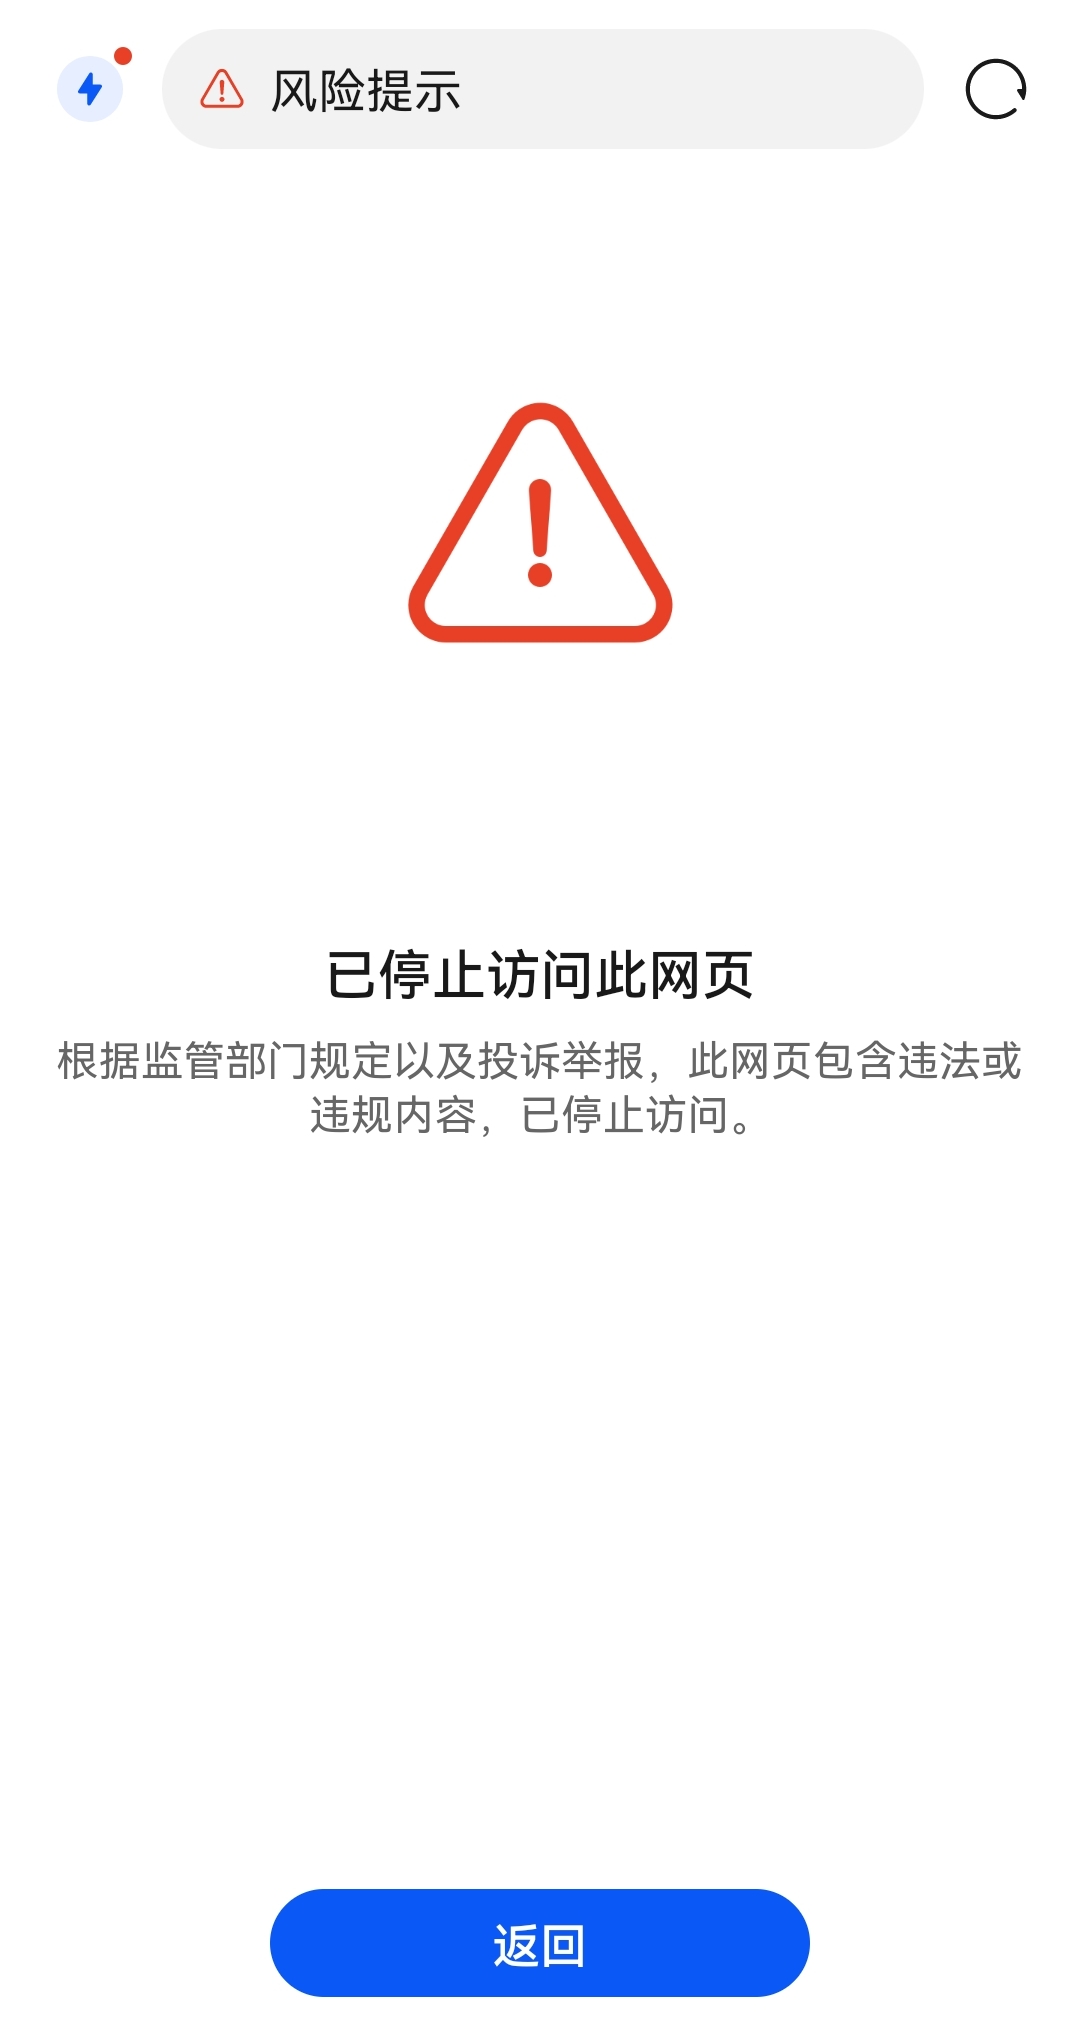 风险提示
已停止访问此网页
根据监管部门规定以及投诉举报，此网页包含违法或
违规内容，已停止访问。
返回